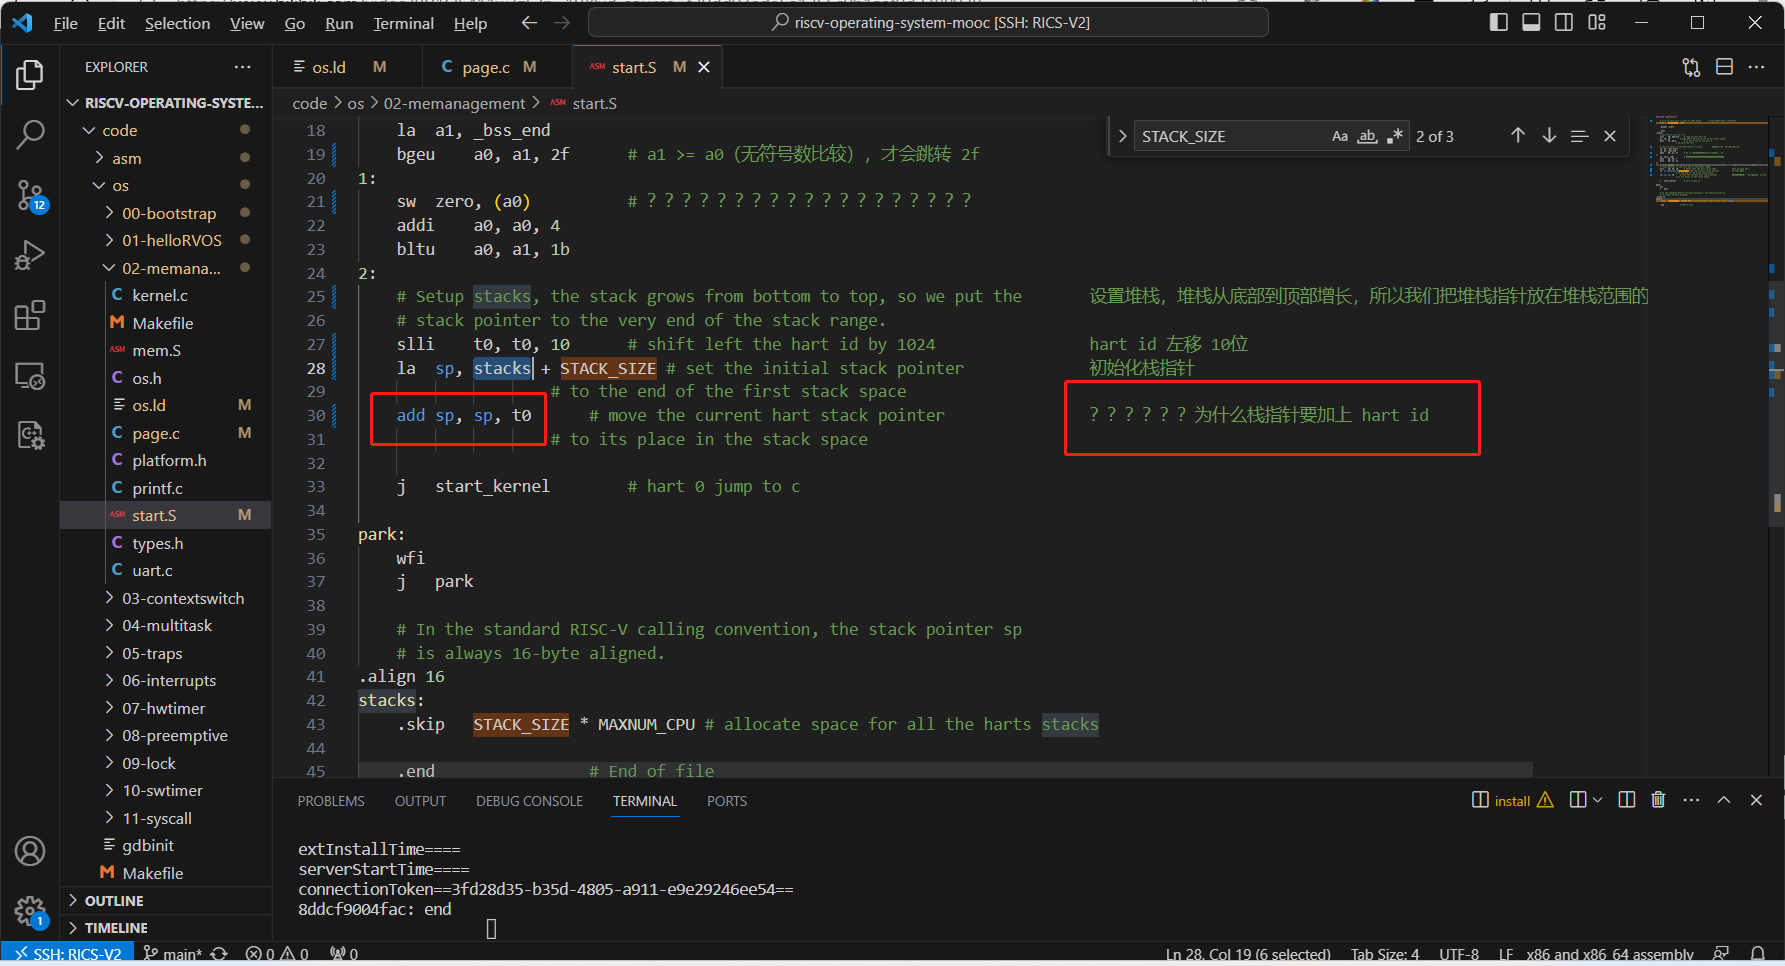 File Edit Selection View Go Run Terminal Help
riscv-operating-system-mooc [SSH: RICS-V2]
EXPLORER
RISCV-OPERATING-SYSTE...
code
asm
os
00-bootstrap
01-helloRVOS
02-memana...
kernel.c
Makefile
mem.S
os.h
os.ld M
page.c M
platform.h
printf.c
start.S M
types.h
uart.c
03-contextswitch
04-multitask
05-traps
06-interrupts
07-hwtimer
08-preemptive
09-lock
10-swtimer
11-syscall
gdbinit
Makefile
OUTLINE
TIMELINE
12
1
os.ld M page.c M start.S M
code > os > 02-memanagement > start.S
STACK_SIZE Aa ab 2 of 3
18 la a1, _bss_end
19 bgeu a0, a1, 2f # a1 >= a0（无符号数比较），才会跳转 2f
20 1:
21 sw zero, (a0) # ？？？？？？？？？？？？？？？？？？？
22 addi a0, a0, 4
23 bltu a0, a1, 1b
24 2:
25 # Setup stacks, the stack grows from bottom to top, so we put the 设置堆栈，堆栈从底部到顶部增长，所以我们把堆栈指针放在堆栈范围的
26 # stack pointer to the very end of the stack range.
27 slli t0, t0, 10 # shift left the hart id by 1024 hart id 左移 10位
28 la sp, stacks + STACK_SIZE # set the initial stack pointer 初始化栈指针
29 # to the end of the first stack space
30 add sp, sp, t0 # move the current hart stack pointer ？？？？？？为什么栈指针要加上 hart id
31 # to its place in the stack space
32
33 j start_kernel # hart 0 jump to c
34
35 park:
36 wfi
37 j park
38
39 # In the standard RISC-V calling convention, the stack pointer sp
40 # is always 16-byte aligned.
41 .align 16
42 stacks:
43 .skip STACK_SIZE * MAXNUM_CPU # allocate space for all the harts stacks
44
45 .end # End of file
PROBLEMS OUTPUT DEBUG CONSOLE TERMINAL PORTS
install
extInstallTime====
serverStartTime====
connectionToken==3fd28d35-b35d-4805-a911-e9e29246ee54==
8ddcf9004fac: end
SSH: RICS-V2 main* 0 0 0 Ln 28, Col 19 (6 selected) Tab Size: 4 UTF-8 LF x86 and x86_64 assembly